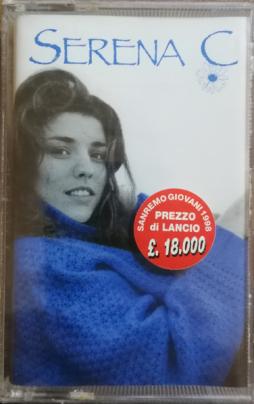 SERENA C
SANREMO GIOVANI 1998
PREZZO
di LANCIO
£. 18.000